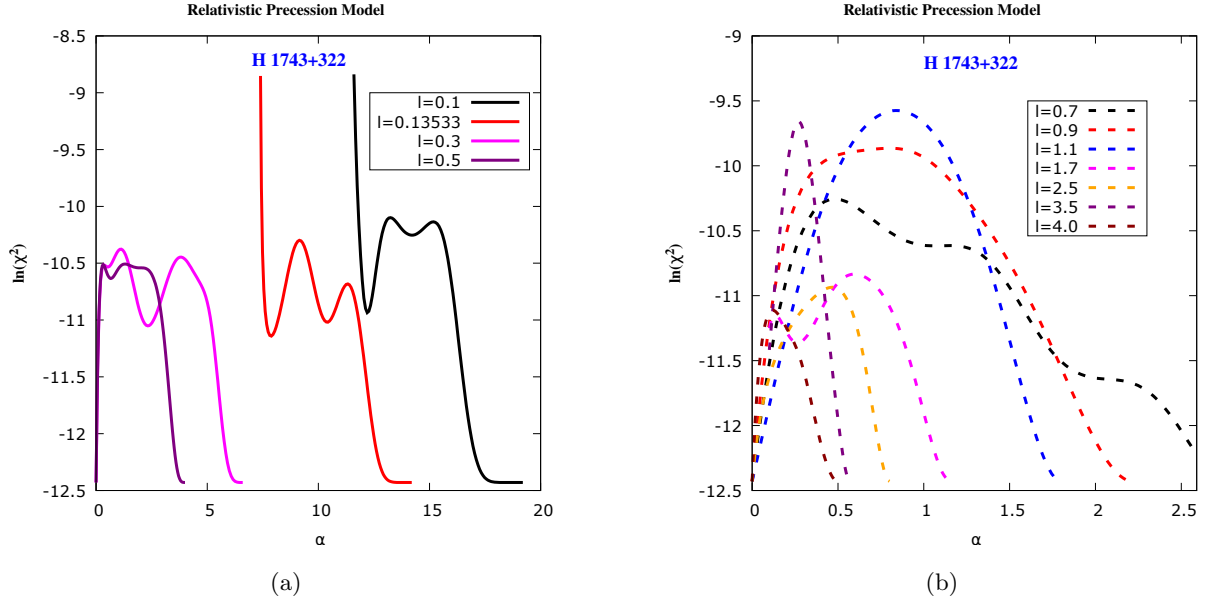 Relativistic Precession Model
H 1743+322
l=0.1
l=0.13533
l=0.3
l=0.5
ln(χ²)
-8.5
-9
-9.5
-10
-10.5
-11
-11.5
-12
-12.5
0 5 10 15 20
α
(a)
Relativistic Precession Model
H 1743+322
l=0.7
l=0.9
l=1.1
l=1.7
l=2.5
l=3.5
l=4.0
ln(χ²)
-9
-9.5
-10
-10.5
-11
-11.5
-12
-12.5
0 0.5 1 1.5 2 2.5
α
(b)